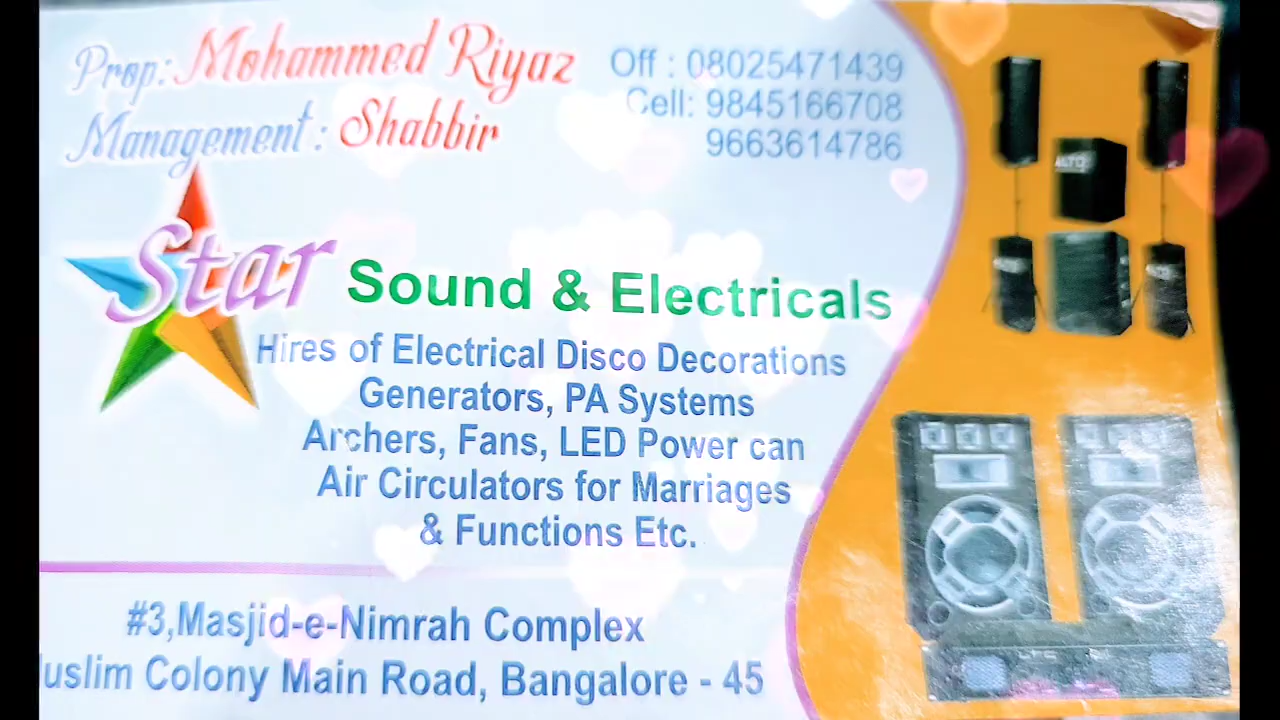 Prop: Mohammed Riyaz
Management: Shabbir
Off : 08025471439
Cell: 9845166708
9663614786
Star Sound & Electricals
Hires of Electrical Disco Decorations
Generators, PA Systems
Archers, Fans, LED Power can
Air Circulators for Marriages
& Functions Etc.
#3,Masjid-e-Nimrah Complex
uslim Colony Main Road, Bangalore - 45